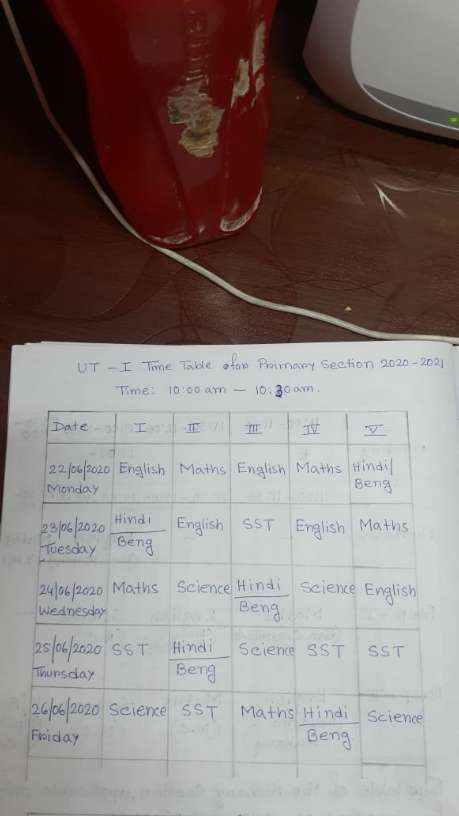 UT - I Time Table for Primary Section 2020-2021
Time: 10:00 am - 10:30 am.
Date I II III IV V
22/06/2020 Monday English Maths English Maths Hindi/Beng
23/06/2020 Tuesday Hindi/Beng English SST English Maths
24/06/2020 Wednesday Maths Science Hindi/Beng Science English
25/06/2020 Thursday SST Hindi/Beng Science SST SST
26/06/2020 Friday Science SST Maths Hindi/Beng Science